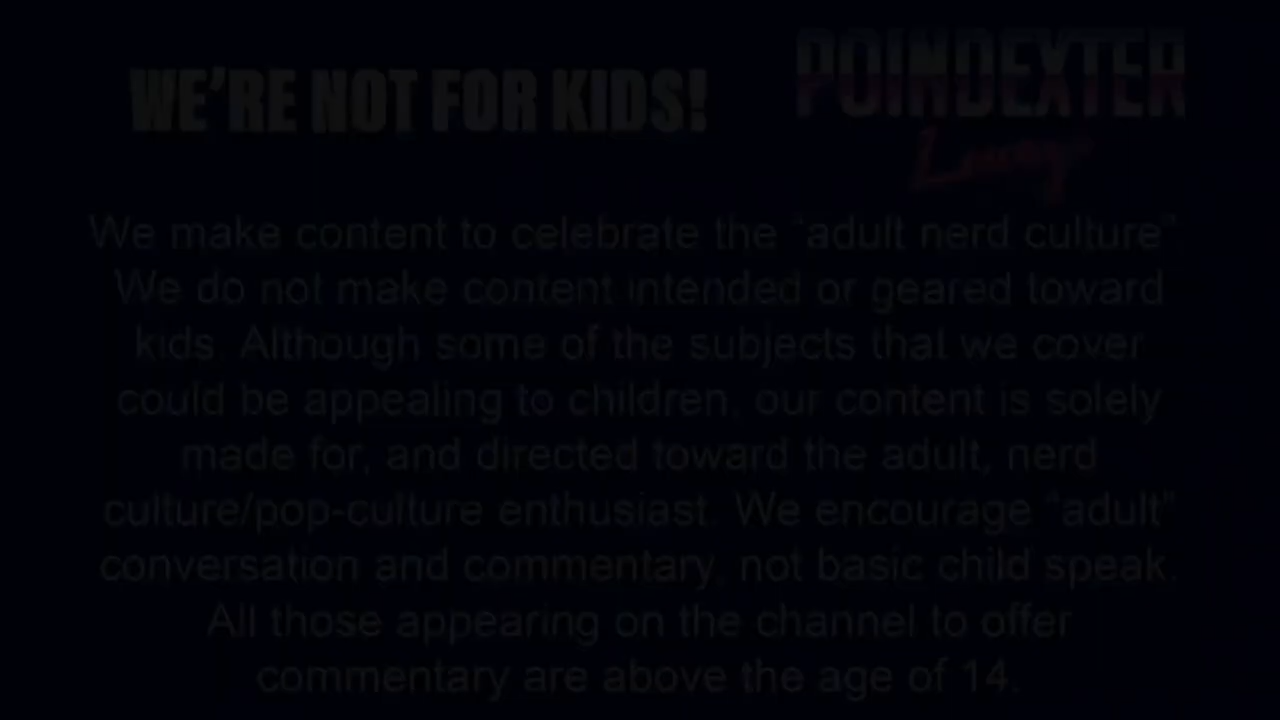 WE'RE NOT FOR KIDS!
POINDEXTER
We make content to celebrate the "adult nerd culture"
We do not make content intended or geared toward
kids. Although some of the subjects that we cover
could be appealing to children, our content is solely
made for, and directed toward the adult, nerd
culture/pop-culture enthusiast. We encourage "adult"
conversation and commentary, not basic child speak.
All those appearing on the channel to offer
commentary are above the age of 14.